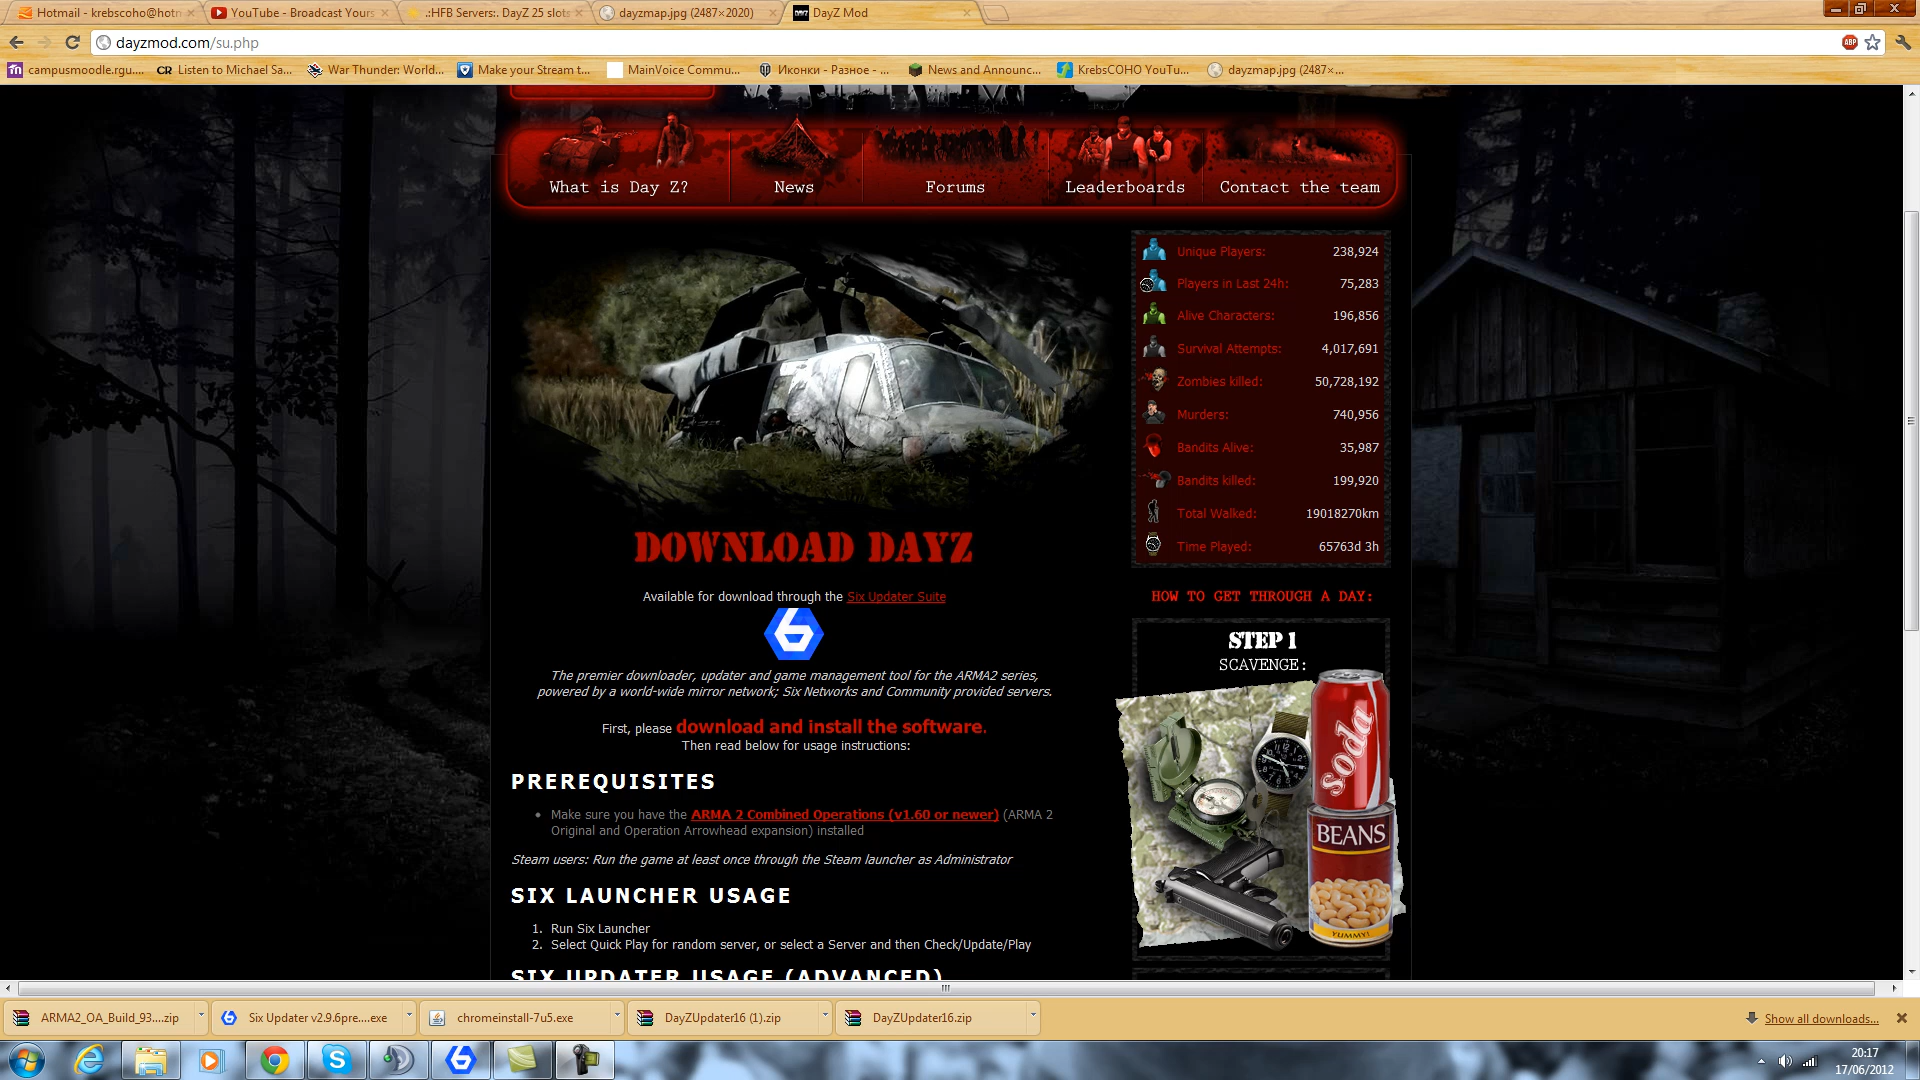 Hotmail - krebscoho@hotn
YouTube - Broadcast Yours
.:HFB Servers:. DayZ 25 slots
dayzmap.jpg (2487×2020)
DayZ Mod
dayzmod.com/su.php
ABP
campusmoodle.rgu....
CR Listen to Michael Sa...
War Thunder: World...
Make your Stream t...
MainVoice Commu...
Иконки - Разное - ...
News and Announc...
KrebsCOHO YouTu...
dayzmap.jpg (2487×...
What is Day Z?
News
Forums
Leaderboards
Contact the team
Unique Players: 238,924
Players in Last 24h: 75,283
Alive Characters: 196,856
Survival Attempts: 4,017,691
Zombies killed: 50,728,192
Murders: 740,956
Bandits Alive: 35,987
Bandits killed: 199,920
Total Walked: 19018270km
Time Played: 65763d 3h
DOWNLOAD DAYZ
Available for download through the Six Updater Suite
6
The premier downloader, updater and game management tool for the ARMA2 series,
powered by a world-wide mirror network; Six Networks and Community provided servers.
First, please download and install the software.
Then read below for usage instructions:
PREREQUISITES
• Make sure you have the ARMA 2 Combined Operations (v1.60 or newer) (ARMA 2
Original and Operation Arrowhead expansion) installed
Steam users: Run the game at least once through the Steam launcher as Administrator
SIX LAUNCHER USAGE
1. Run Six Launcher
2. Select Quick Play for random server, or select a Server and then Check/Update/Play
SIX UPDATER USAGE (ADVANCED)
HOW TO GET THROUGH A DAY:
STEP 1
SCAVENGE:
soda
BEANS
YUMMY!
ARMA2_OA_Build_93....zip
Six Updater v2.9.6pre....exe
chromeinstall-7u5.exe
DayZUpdater16 (1).zip
DayZUpdater16.zip
Show all downloads...
20:17
17/06/2012